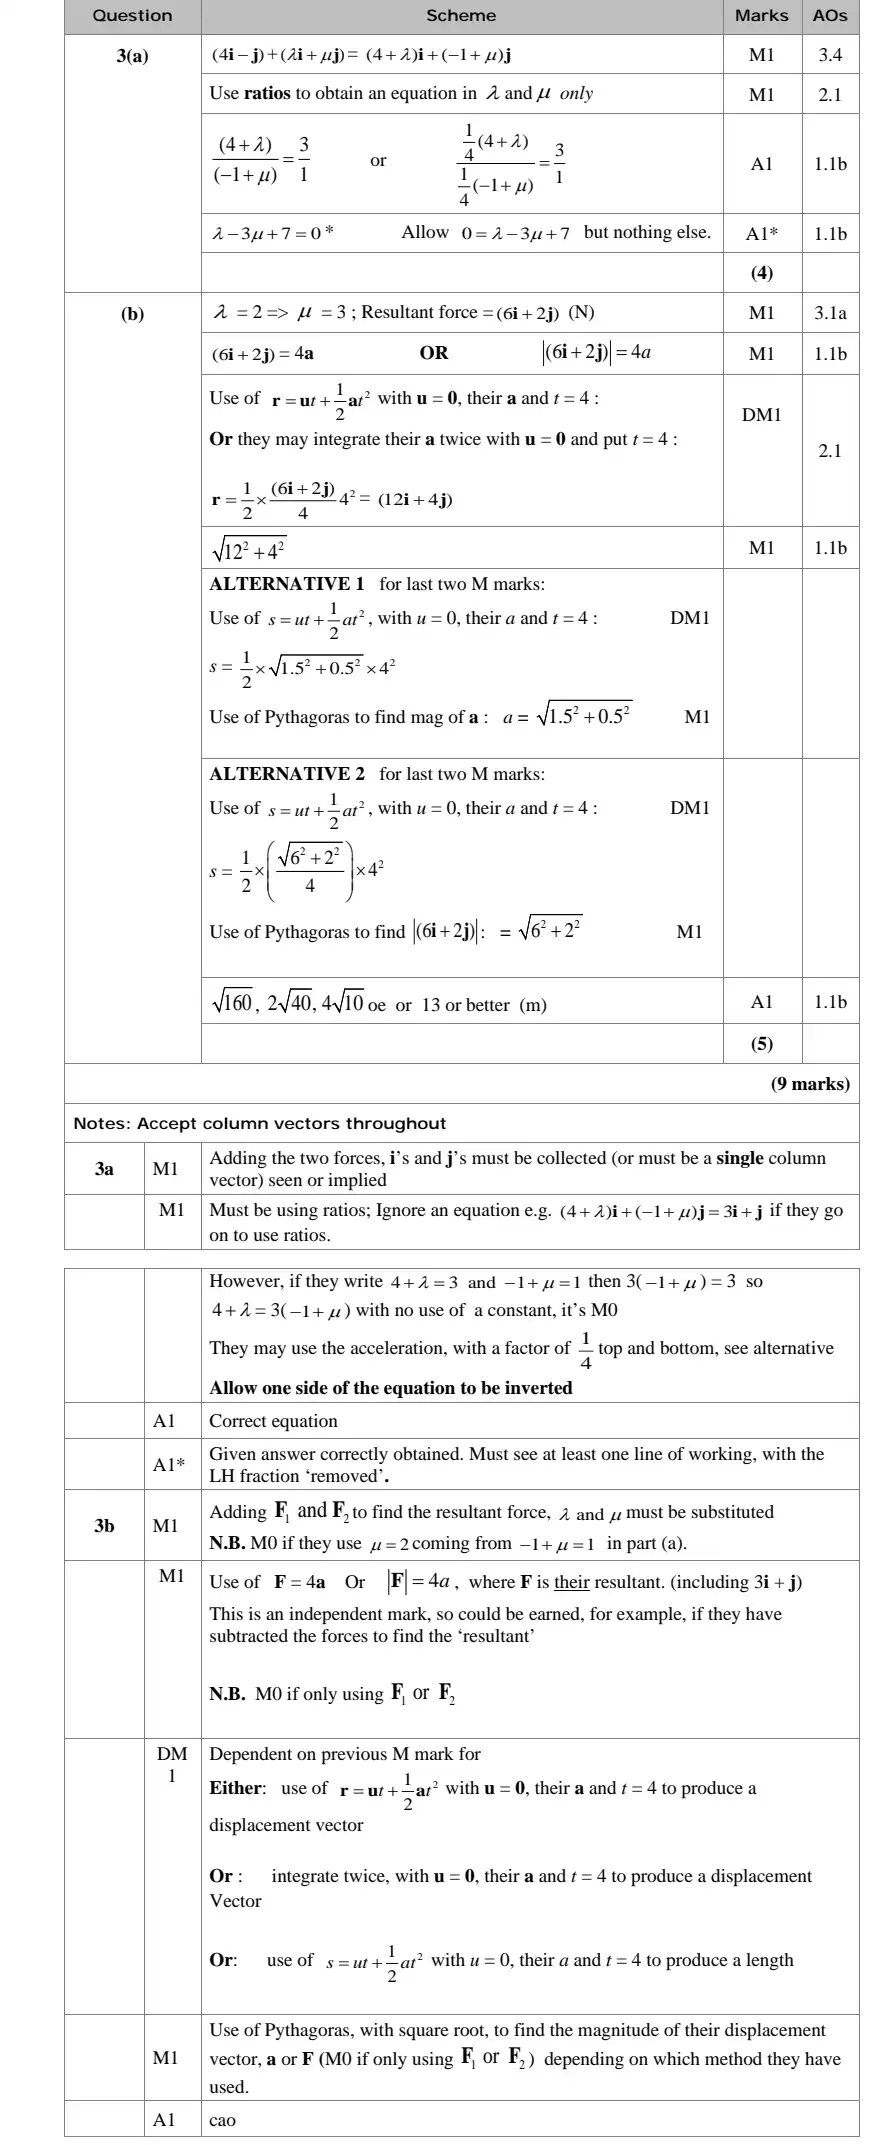 Question Scheme Marks AOs
3(a) (4i − j) + (λi + μj) = (4 + λ)i + (−1 + μ)j M1 3.4
Use ratios to obtain an equation in λ and μ only M1 2.1
(4 + λ)/(−1 + μ) = 3/1 or ¼(4 + λ)/¼(−1 + μ) = 3/1 A1 1.1b
λ − 3μ + 7 = 0 * Allow 0 = λ − 3μ + 7 but nothing else. A1* 1.1b
(4)
(b) λ = 2 => μ = 3 ; Resultant force = (6i + 2j) (N) M1 3.1a
(6i + 2j) = 4a OR |(6i + 2j)| = 4a M1 1.1b
Use of r = ut + ½at² with u = 0, their a and t = 4 : DM1
Or they may integrate their a twice with u = 0 and put t = 4 : 2.1
r = ½ × (6i + 2j)/4 4² = (12i + 4j)
√(12² + 4²) M1 1.1b
ALTERNATIVE 1 for last two M marks:
Use of s = ut + ½at² , with u = 0, their a and t = 4 : DM1
s = ½ × √(1.5² + 0.5²) × 4²
Use of Pythagoras to find mag of a : a = √(1.5² + 0.5²) M1
ALTERNATIVE 2 for last two M marks:
Use of s = ut + ½at² , with u = 0, their a and t = 4 : DM1
s = ½ × (√(6² + 2²)/4) × 4²
Use of Pythagoras to find |(6i + 2j)| : = √(6² + 2²) M1
√160 , 2√40, 4√10 oe or 13 or better (m) A1 1.1b
(5)
(9 marks)
Notes: Accept column vectors throughout
3a M1 Adding the two forces, i's and j's must be collected (or must be a single column
vector) seen or implied
M1 Must be using ratios; Ignore an equation e.g. (4 + λ)i + (−1 + μ)j = 3i + j if they go
on to use ratios.
However, if they write 4 + λ = 3 and −1 + μ = 1 then 3( −1 + μ ) = 3 so
4 + λ = 3( −1 + μ ) with no use of a constant, it's M0
They may use the acceleration, with a factor of ¼ top and bottom, see alternative
Allow one side of the equation to be inverted
A1 Correct equation
A1* Given answer correctly obtained. Must see at least one line of working, with the
LH fraction 'removed'.
3b M1 Adding F₁ and F₂ to find the resultant force, λ and μ must be substituted
N.B. M0 if they use μ = 2 coming from −1 + μ = 1 in part (a).
M1 Use of F = 4a Or |F| = 4a , where F is their resultant. (including 3i + j)
This is an independent mark, so could be earned, for example, if they have
subtracted the forces to find the 'resultant'
N.B. M0 if only using F₁ or F₂
DM Dependent on previous M mark for
1
Either: use of r = ut + ½at² with u = 0, their a and t = 4 to produce a
displacement vector
Or : integrate twice, with u = 0, their a and t = 4 to produce a displacement
Vector
Or: use of s = ut + ½at² with u = 0, their a and t = 4 to produce a length
Use of Pythagoras, with square root, to find the magnitude of their displacement
M1 vector, a or F (M0 if only using F₁ or F₂ ) depending on which method they have
used.
A1 cao